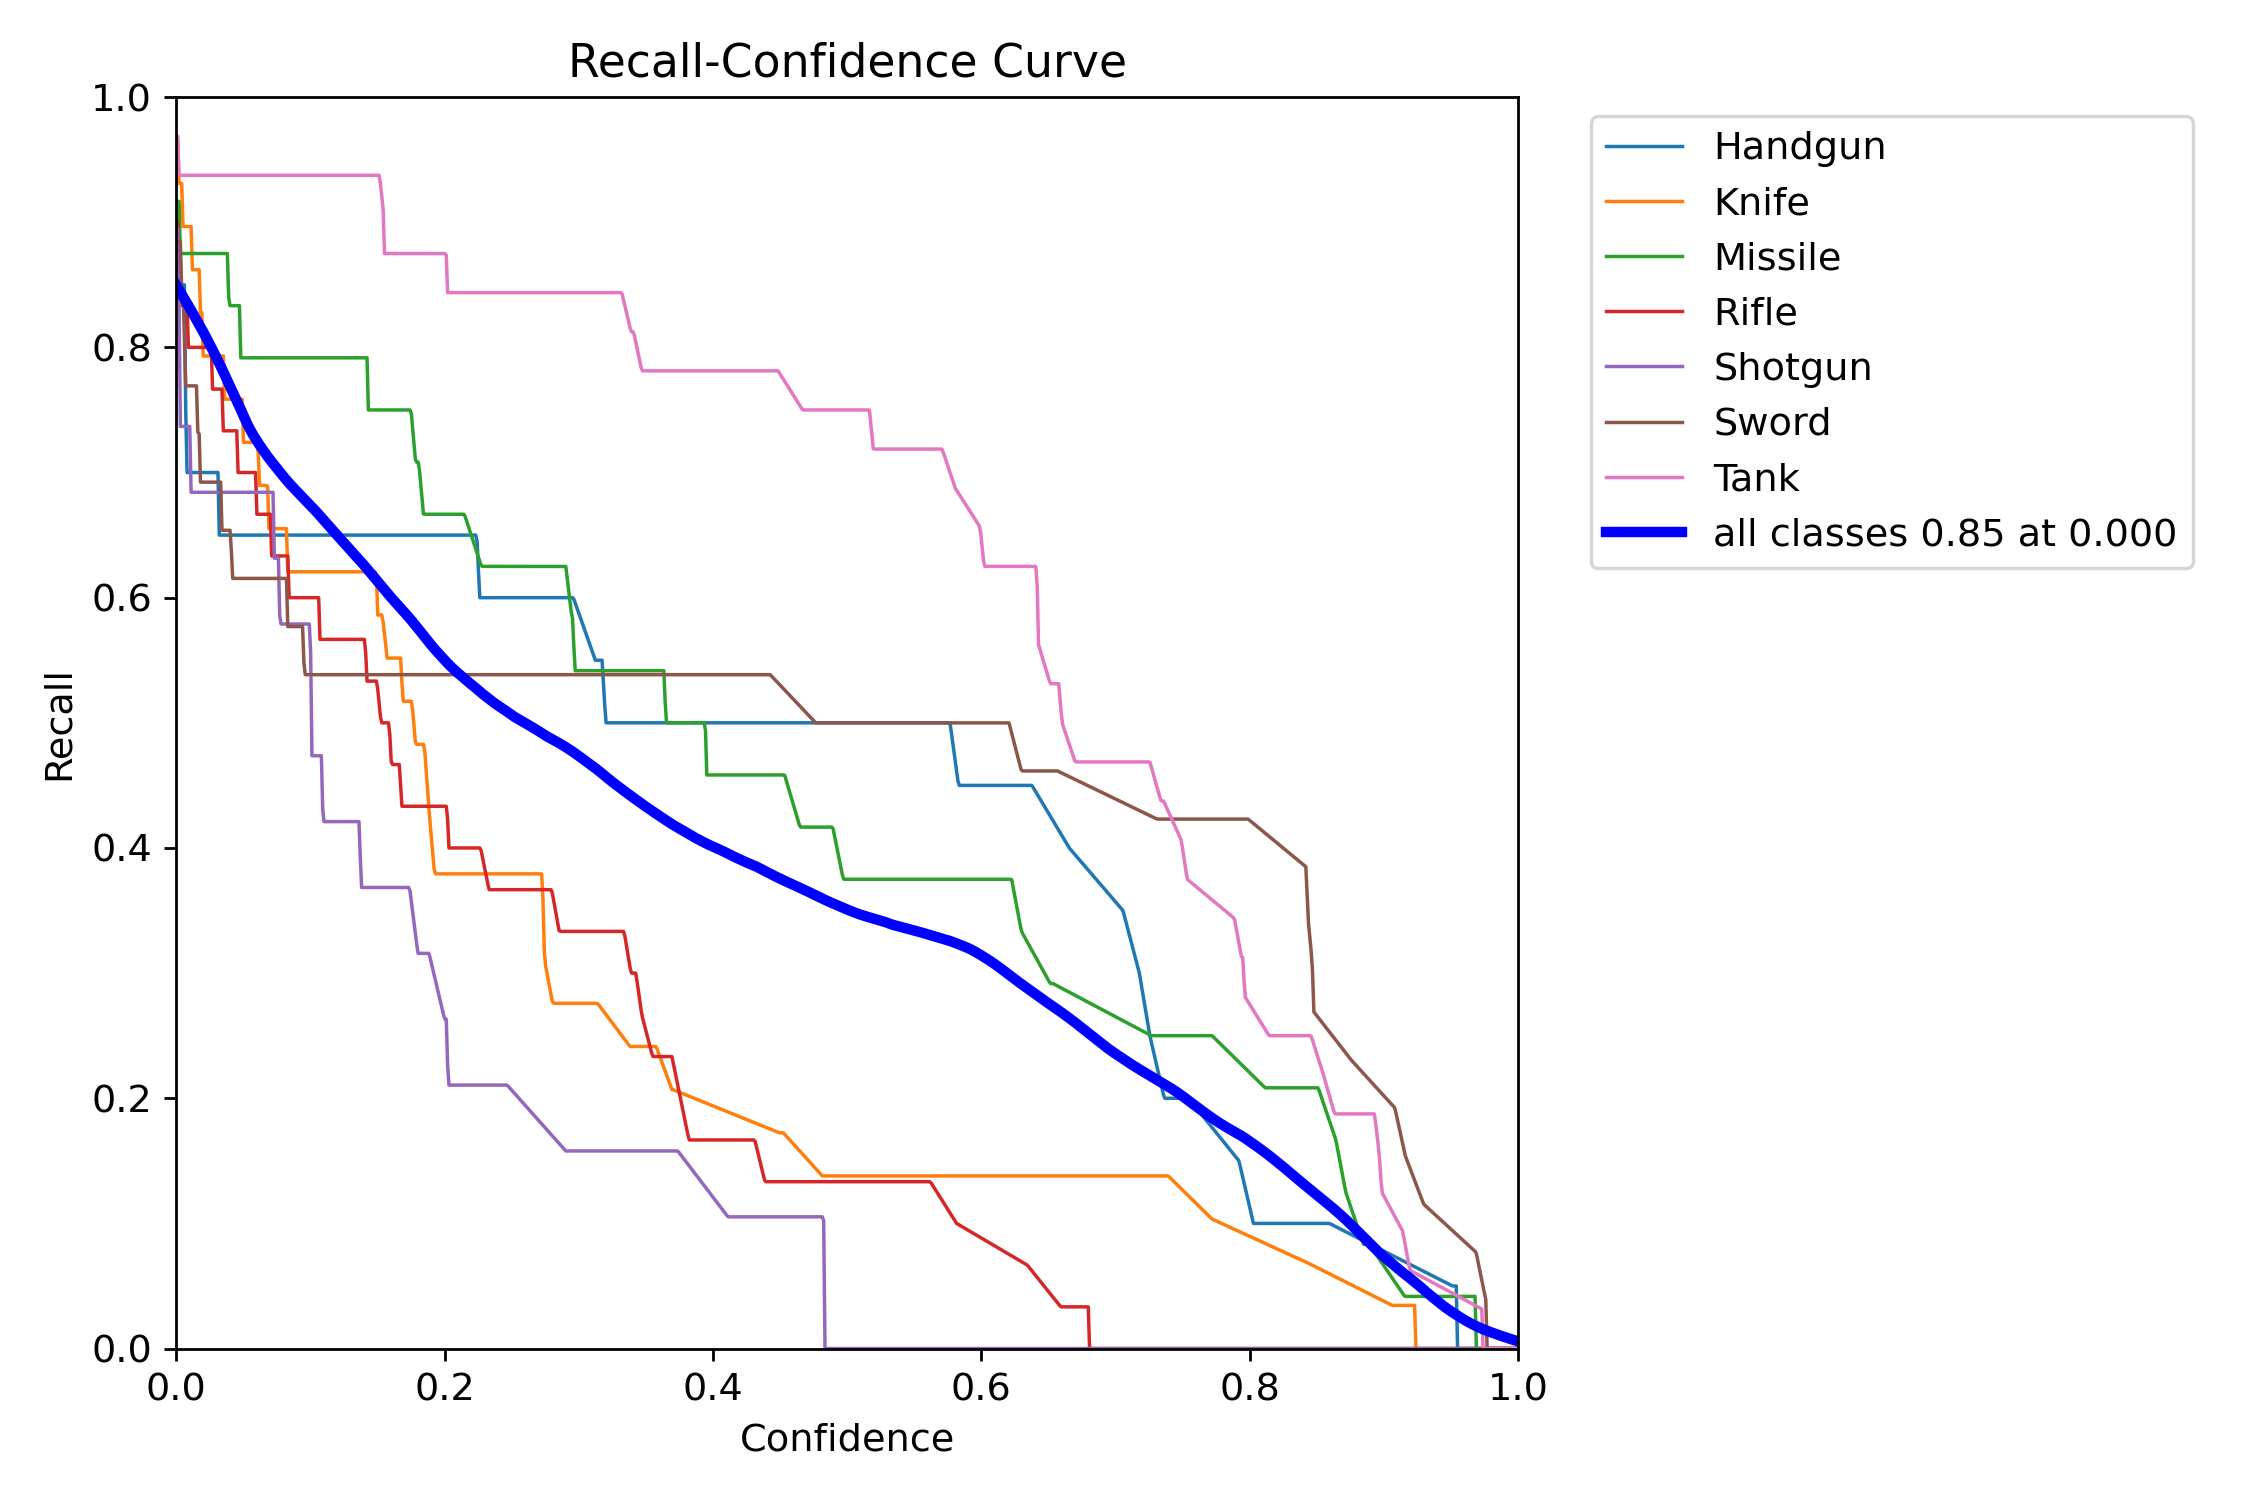 Recall-Confidence Curve
1.0
0.8
0.6
0.4
0.2
0.0
Recall
0.0 0.2 0.4 0.6 0.8 1.0
Confidence
Handgun
Knife
Missile
Rifle
Shotgun
Sword
Tank
all classes 0.85 at 0.000